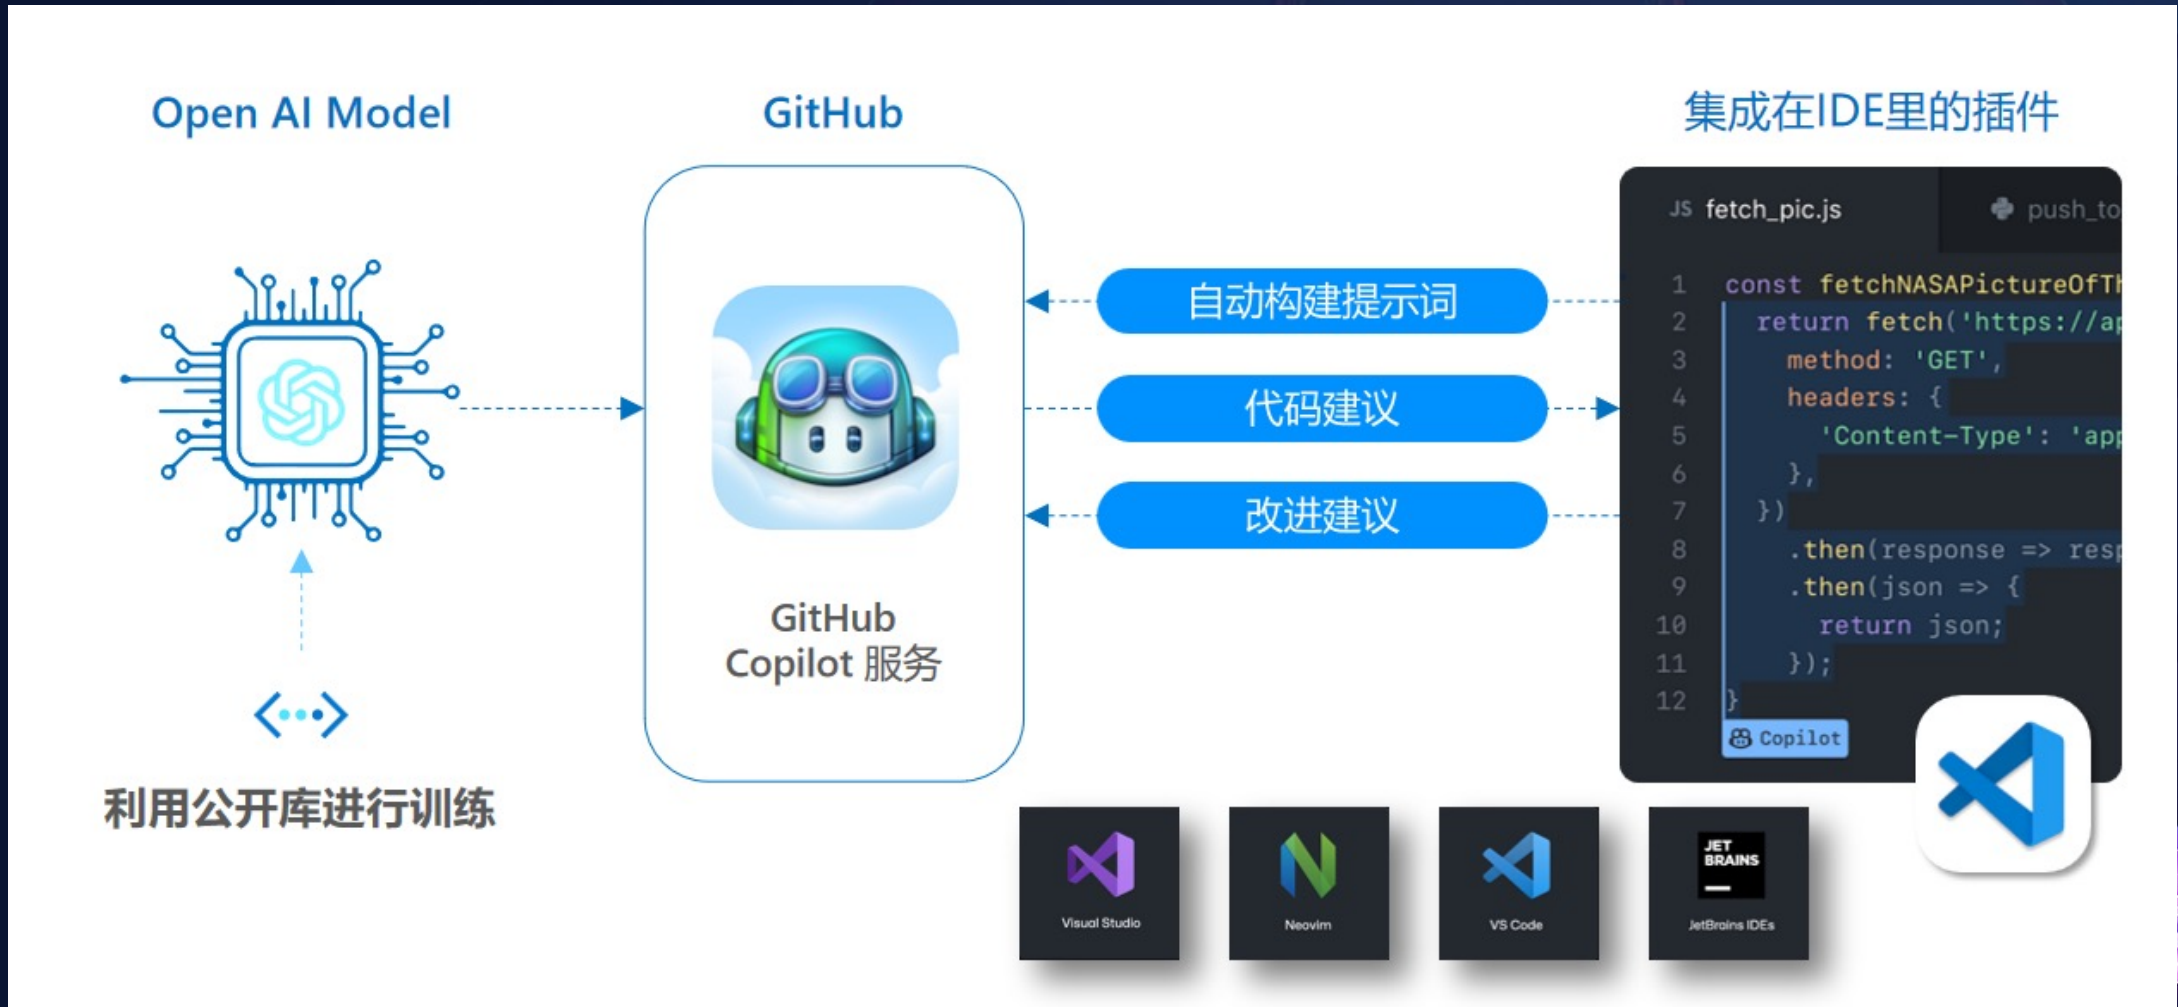 Open AI Model
利用公开库进行训练
GitHub
GitHub
Copilot 服务
自动构建提示词
代码建议
改进建议
集成在IDE里的插件
JS fetch_pic.js
push_to
1 const fetchNASAPictureOfTh
2 return fetch('https://ap
3 method: 'GET',
4 headers: {
5 'Content-Type': 'app
6 },
7 })
8 .then(response => resp
9 .then(json => {
10 return json;
11 });
12 }
Copilot
Visual Studio
Neovim
VS Code
JET
BRAINS
JetBrains IDEs